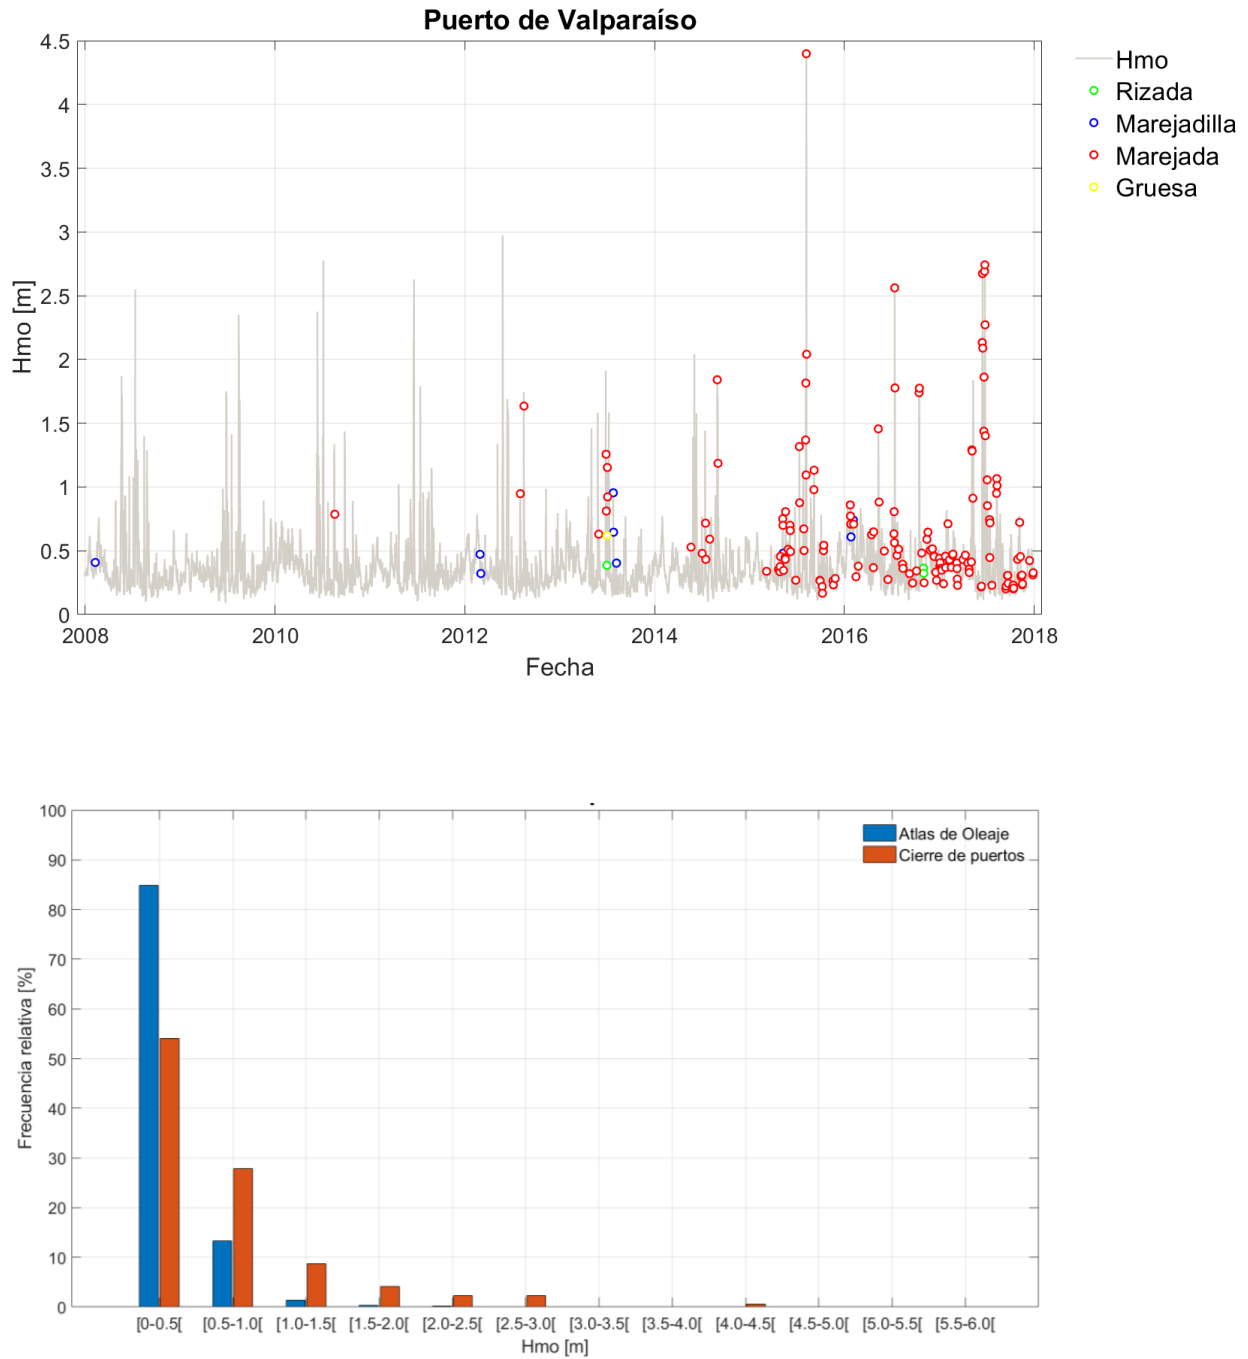 Puerto de Valparaíso
4.5
4
3.5
3
2.5
2
1.5
1
0.5
0
Hmo [m]
2008 2010 2012 2014 2016 2018
Fecha
Hmo
Rizada
Marejadilla
Marejada
Gruesa
100
90
80
70
60
50
40
30
20
10
0
Frecuencia relativa [%]
Atlas de Oleaje
Cierre de puertos
[0-0.5[ [0.5-1.0[ [1.0-1.5[ [1.5-2.0[ [2.0-2.5[ [2.5-3.0[ [3.0-3.5[ [3.5-4.0[ [4.0-4.5[ [4.5-5.0[ [5.0-5.5[ [5.5-6.0[
Hmo [m]